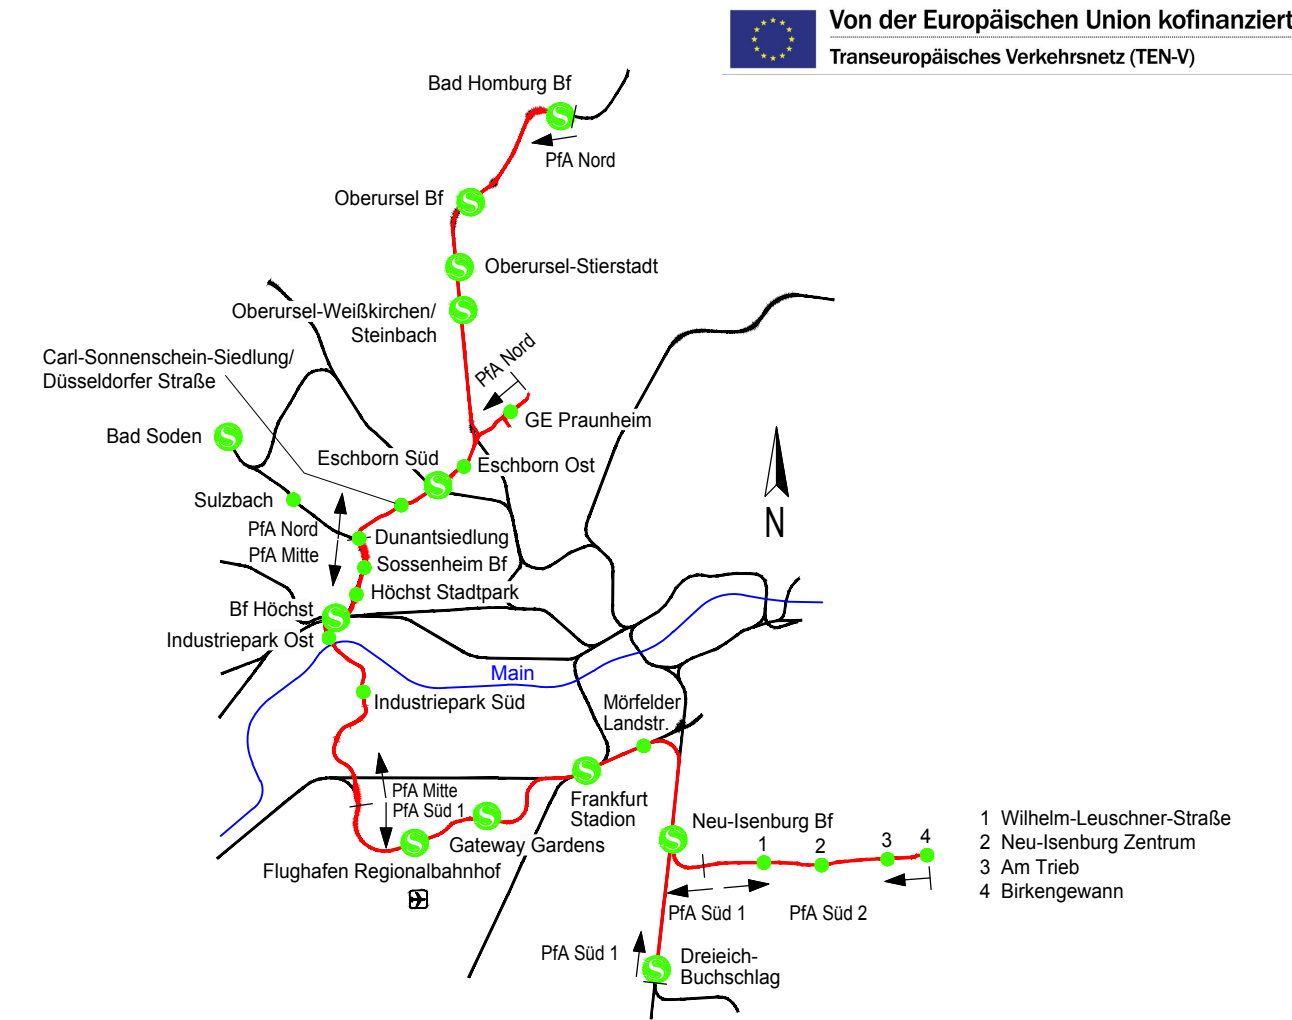 Von der Europäischen Union kofinanziert
Transeuropäisches Verkehrsnetz (TEN-V)
Bad Homburg Bf
PfA Nord
Oberursel Bf
Oberursel-Stierstadt
Oberursel-Weißkirchen/
Steinbach
PfA Nord
Carl-Sonnenschein-Siedlung/
Düsseldorfer Straße
GE Praunheim
Bad Soden
Eschborn Süd
Eschborn Ost
Sulzbach
PfA Nord
PfA Mitte
Dunantsiedlung
Sossenheim Bf
Höchst Stadtpark
Bf Höchst
Industriepark Ost
N
Main
Industriepark Süd
Mörfelder
Landstr.
PfA Mitte
PfA Süd 1
Frankfurt
Stadion
Gateway Gardens
Flughafen Regionalbahnhof
Neu-Isenburg Bf
1
2
3
4
1 Wilhelm-Leuschner-Straße
2 Neu-Isenburg Zentrum
3 Am Trieb
4 Birkengewann
PfA Süd 1
PfA Süd 2
PfA Süd 1
Dreieich-
Buchschlag